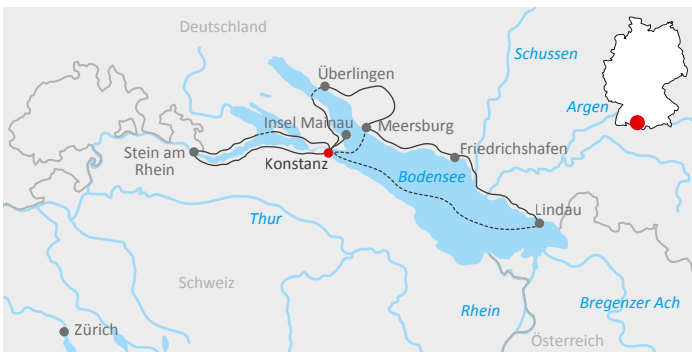 Deutschland
Schussen
Überlingen
Argen
Insel Mainau
Meersburg
Stein am
Rhein
Konstanz
Friedrichshafen
Bodensee
Thur
Lindau
Schweiz
Rhein
Bregenzer Ach
Zürich
Österreich